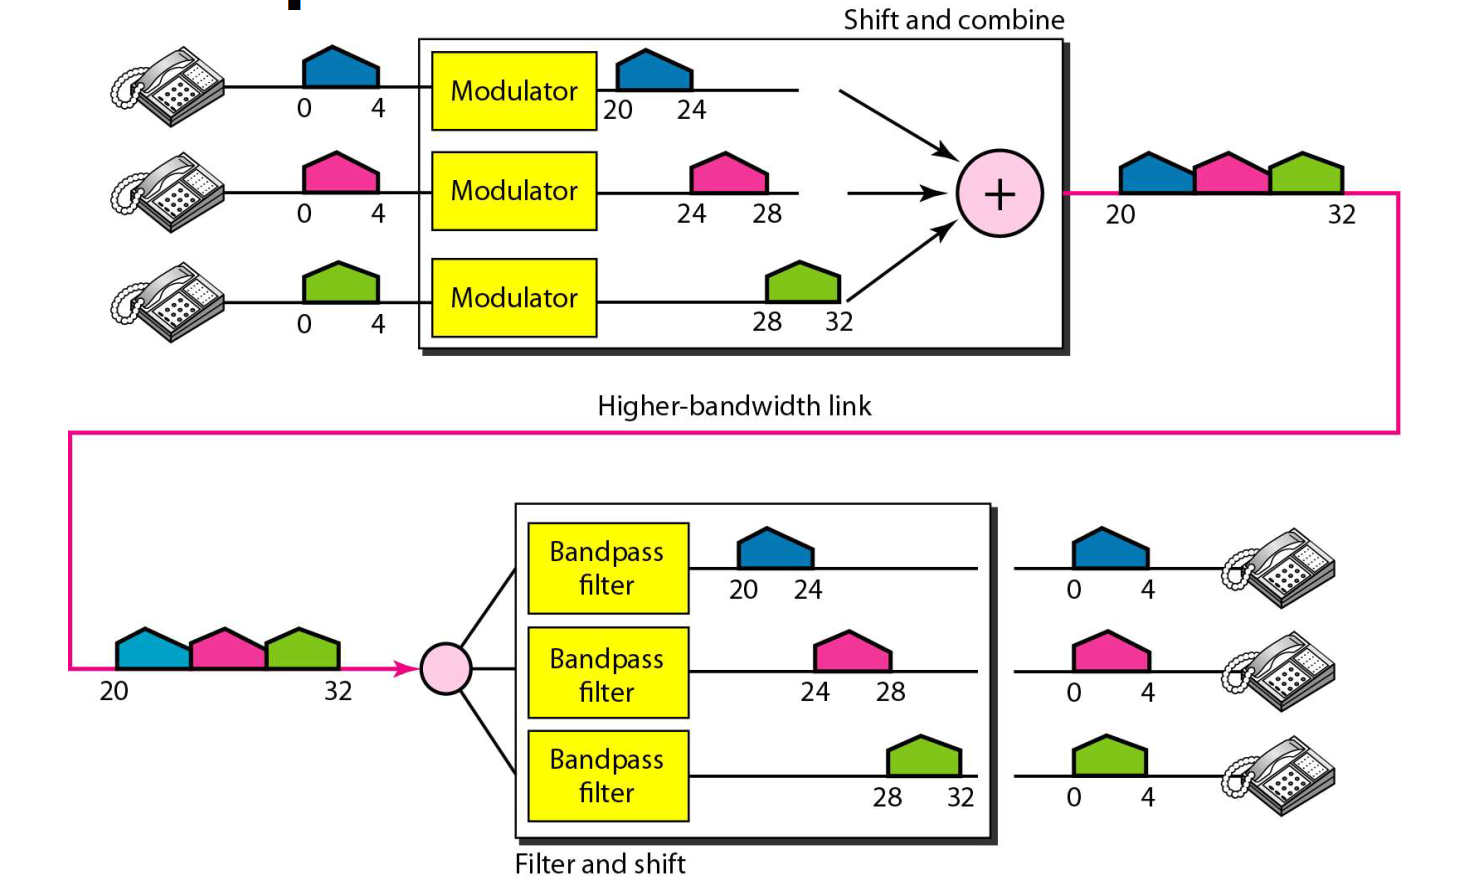 Shift and combine
Modulator
0 4
20 24
Modulator
0 4
24 28
+
20 32
Modulator
0 4
28 32
Higher-bandwidth link
Bandpass
filter
20 24
0 4
20 32
Bandpass
filter
24 28
0 4
Bandpass
filter
28 32
0 4
Filter and shift